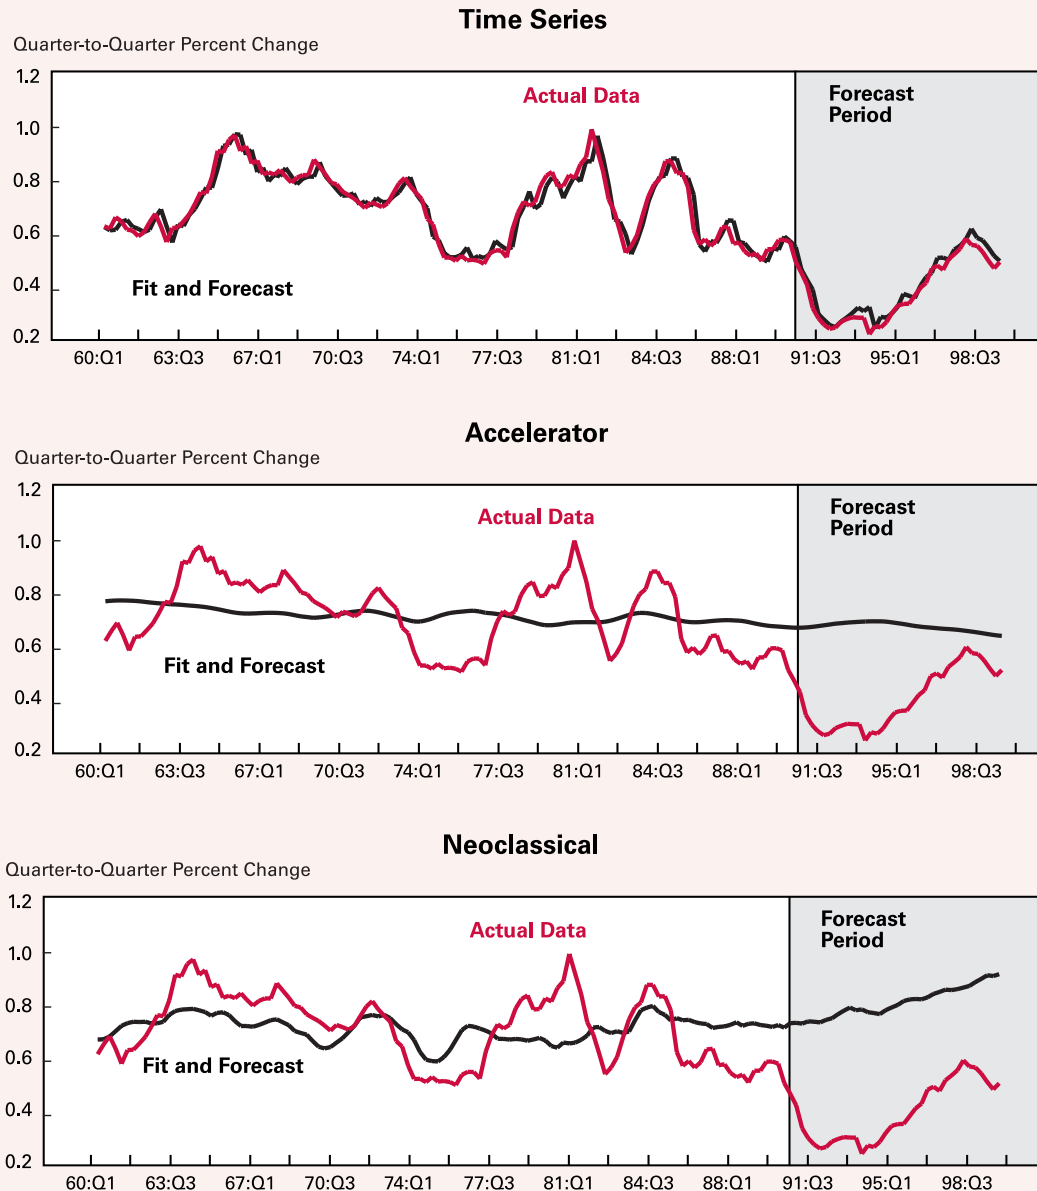 Time Series
Quarter-to-Quarter Percent Change
1.2
1.0
0.8
0.6
0.4
0.2
Actual Data
Forecast
Period
Fit and Forecast
60:Q1 63:Q3 67:Q1 70:Q3 74:Q1 77:Q3 81:Q1 84:Q3 88:Q1 91:Q3 95:Q1 98:Q3
Accelerator
Quarter-to-Quarter Percent Change
1.2
1.0
0.8
0.6
0.4
0.2
Actual Data
Forecast
Period
Fit and Forecast
60:Q1 63:Q3 67:Q1 70:Q3 74:Q1 77:Q3 81:Q1 84:Q3 88:Q1 91:Q3 95:Q1 98:Q3
Neoclassical
Quarter-to-Quarter Percent Change
1.2
1.0
0.8
0.6
0.4
0.2
Actual Data
Forecast
Period
Fit and Forecast
60:Q1 63:Q3 67:Q1 70:Q3 74:Q1 77:Q3 81:Q1 84:Q3 88:Q1 91:Q3 95:Q1 98:Q3